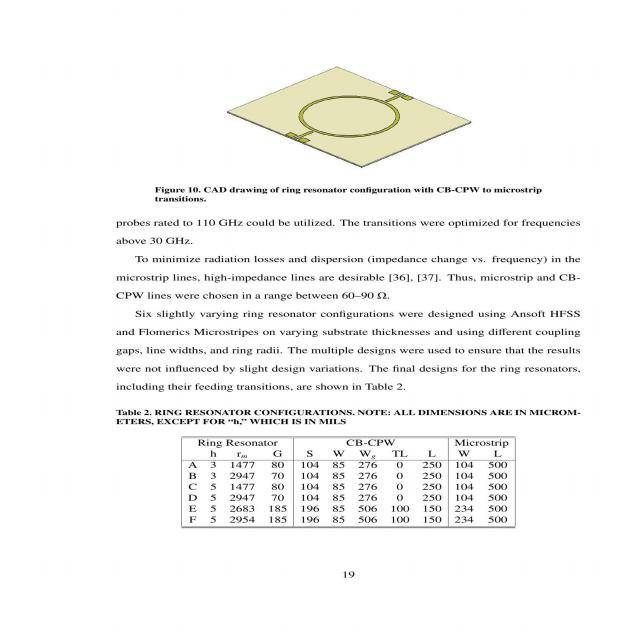 Figure 10. CAD drawing of ring resonator configuration with CB-CPW to microstrip
transitions.
probes rated to 110 GHz could be utilized. The transitions were optimized for frequencies
above 30 GHz.
To minimize radiation losses and dispersion (impedance change vs. frequency) in the
microstrip lines, high-impedance lines are desirable [36], [37]. Thus, microstrip and CB-
CPW lines were chosen in a range between 60–90 Ω.
Six slightly varying ring resonator configurations were designed using Ansoft HFSS
and Flomerics Microstripes on varying substrate thicknesses and using different coupling
gaps, line widths, and ring radii. The multiple designs were used to ensure that the results
were not influenced by slight design variations. The final designs for the ring resonators,
including their feeding transitions, are shown in Table 2.
Table 2. RING RESONATOR CONFIGURATIONS. NOTE: ALL DIMENSIONS ARE IN MICROM-
ETERS, EXCEPT FOR “h,” WHICH IS IN MILS
Ring Resonator CB-CPW Microstrip
h rm G S W Wg TL L W L
A 3 1477 80 104 85 276 0 250 104 500
B 3 2947 70 104 85 276 0 250 104 500
C 5 1477 80 104 85 276 0 250 104 500
D 5 2947 70 104 85 276 0 250 104 500
E 5 2683 185 196 85 506 100 150 234 500
F 5 2954 185 196 85 506 100 150 234 500
19